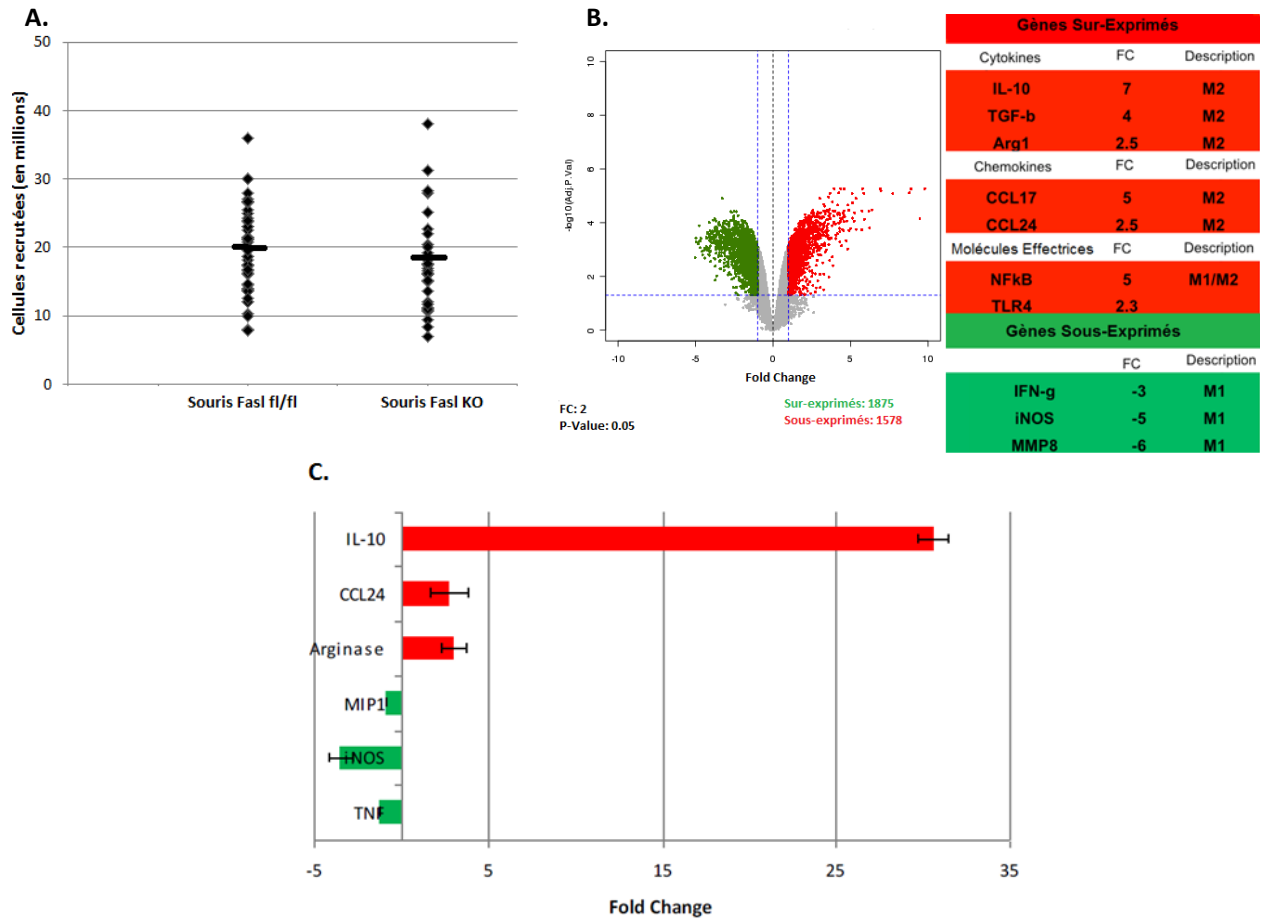 A.
50
40
30
20
10
0
Cellules recrutées (en millions)
Souris Fasl fl/fl
Souris Fasl KO
B.
10
8
6
4
2
0
-log10(Adj.P.Val)
-10
-5
0
5
10
Fold Change
FC: 2
P-Value: 0.05
Sur-exprimés: 1875
Sous-exprimés: 1578
Gènes Sur-Exprimés
Cytokines FC Description
IL-10 7 M2
TGF-b 4 M2
Arg1 2.5 M2
Chemokines FC Description
CCL17 5 M2
CCL24 2.5 M2
Molécules Effectrices FC Description
NFkB 5 M1/M2
TLR4 2.3
Gènes Sous-Exprimés
FC Description
IFN-g -3 M1
iNOS -5 M1
MMP8 -6 M1
C.
IL-10
CCL24
Arginase
MIP1
iNOS
TNF
-5
5
15
25
35
Fold Change